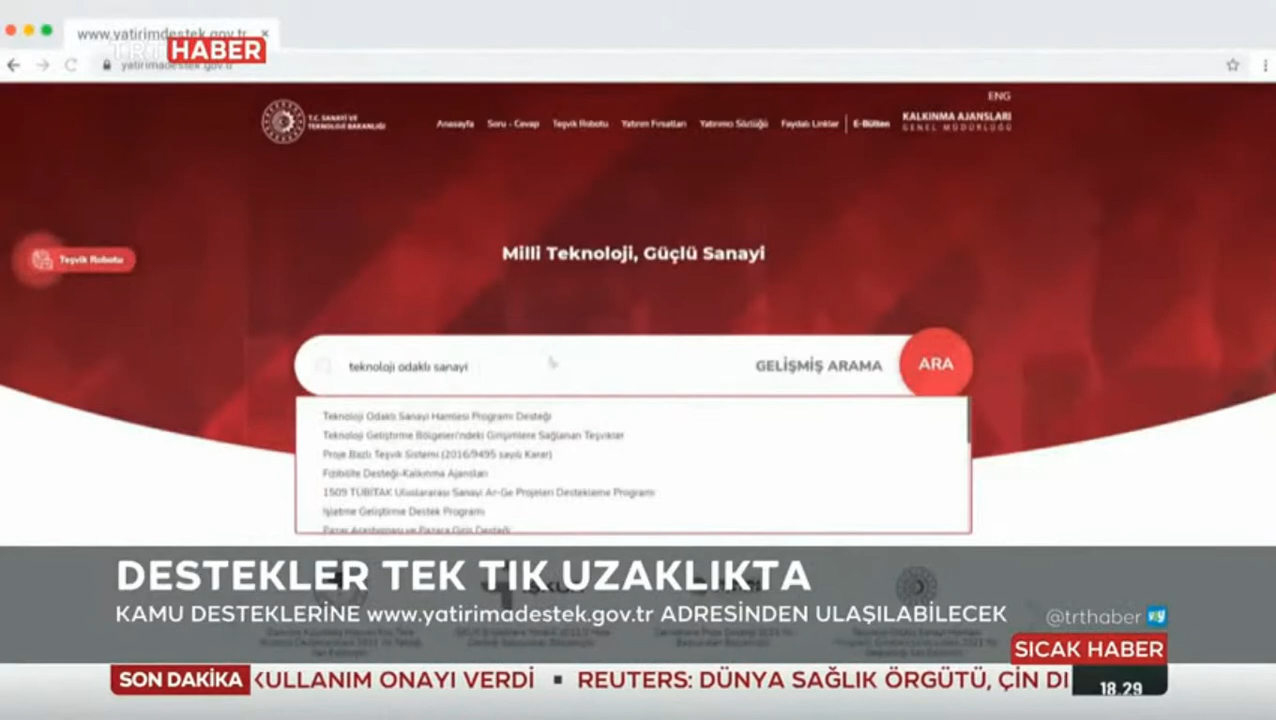 www.yatirimdestek.gov.tr ×
TRT HABER
yatirimadestek.gov.tr
ENG
T.C. SANAYİ VE
TEKNOLOJİ BAKANLIĞI
Anasayfa Soru - Cevap Teşvik Robotu Yatırım Fırsatları Yatırımcı Sözlüğü Faydalı Linkler E-Bülten
KALKINMA AJANSLARI
GENEL MÜDÜRLÜĞÜ
Milli Teknoloji, Güçlü Sanayi
Teşvik Robotu
teknoloji odaklı sanayi GELİŞMİŞ ARAMA ARA
Teknoloji Odaklı Sanayi Hamlesi Programı Desteği
Teknoloji Geliştirme Bölgeleri'ndeki Girişimlere Sağlanan Teşvikler
Proje Bazlı Teşvik Sistemi (2016/9495 sayılı Karar)
Fizibilite Desteği-Kalkınma Ajansları
1509 TÜBİTAK Uluslararası Sanayi Ar-Ge Projeleri Destekleme Programı
İşletme Geliştirme Destek Programı
Pazar Araştırması ve Pazara Giriş Desteği
DESTEKLER TEK TIK UZAKLIKTA
KAMU DESTEKLERİNE www.yatirimadestek.gov.tr ADRESİNDEN ULAŞILABİLECEK
@trthaber
SICAK HABER
SON DAKİKA KULLANIM ONAYI VERDİ ▪ REUTERS: DÜNYA SAĞLIK ÖRGÜTÜ, ÇİN DI
18.29